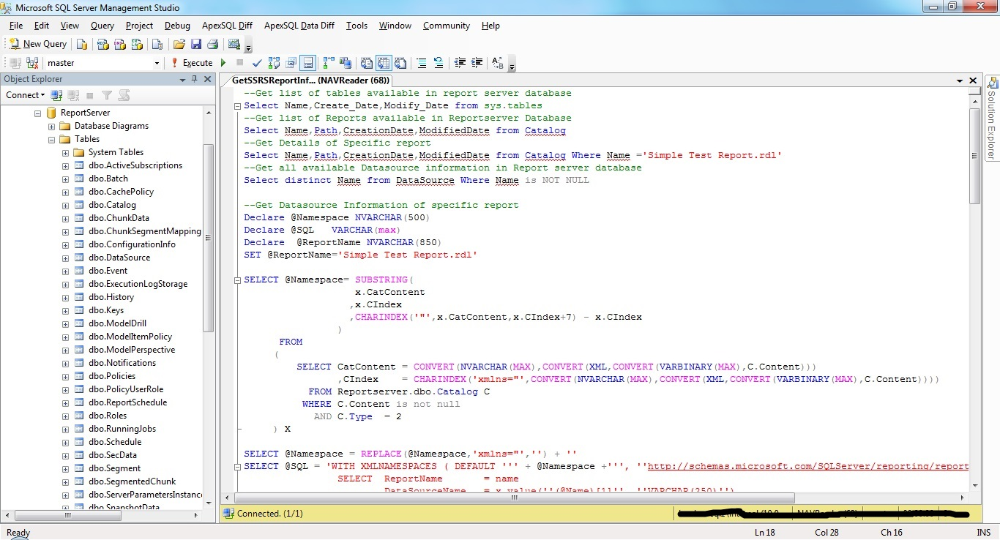 Microsoft SQL Server Management Studio
File Edit View Query Project Debug ApexSQL Diff ApexSQL Data Diff Tools Window Community Help
New Query
master Execute
Object Explorer
Connect
ReportServer
Database Diagrams
Tables
System Tables
dbo.ActiveSubscriptions
dbo.Batch
dbo.CachePolicy
dbo.Catalog
dbo.ChunkData
dbo.ChunkSegmentMapping
dbo.ConfigurationInfo
dbo.DataSource
dbo.Event
dbo.ExecutionLogStorage
dbo.History
dbo.Keys
dbo.ModelDrill
dbo.ModelItemPolicy
dbo.ModelPerspective
dbo.Notifications
dbo.Policies
dbo.PolicyUserRole
dbo.ReportSchedule
dbo.Roles
dbo.RunningJobs
dbo.Schedule
dbo.SecData
dbo.Segment
dbo.SegmentedChunk
dbo.ServerParametersInstance
dbo.SnapshotData
GetSSRSReportInf... (NAVReader (68))
--Get list of tables available in report server database
Select Name,Create_Date,Modify_Date from sys.tables
--Get list of Reports available in Reportserver Database
Select Name,Path,CreationDate,ModifiedDate from Catalog
--Get Details of Specific report
Select Name,Path,CreationDate,ModifiedDate from Catalog Where Name ='Simple Test Report.rdl'
--Get all available Datasource information in Report server database
Select distinct Name from DataSource Where Name is NOT NULL
--Get Datasource Information of specific report
Declare @Namespace NVARCHAR(500)
Declare @SQL   VARCHAR(max)
Declare  @ReportName NVARCHAR(850)
SET @ReportName='Simple Test Report.rdl'
SELECT @Namespace= SUBSTRING(
x.CatContent
,x.CIndex
,CHARINDEX('"',x.CatContent,x.CIndex+7) - x.CIndex
)
FROM
(
SELECT CatContent = CONVERT(NVARCHAR(MAX),CONVERT(XML,CONVERT(VARBINARY(MAX),C.Content)))
,CIndex    = CHARINDEX('xmlns="',CONVERT(NVARCHAR(MAX),CONVERT(XML,CONVERT(VARBINARY(MAX),C.Content))))
FROM Reportserver.dbo.Catalog C
WHERE C.Content is not null
AND C.Type  = 2
) X
SELECT @Namespace = REPLACE(@Namespace,'xmlns="','') + ''
SELECT @SQL = 'WITH XMLNAMESPACES ( DEFAULT ''' + @Namespace +''', ''http://schemas.microsoft.com/SQLServer/reporting/report
SELECT  ReportName       = name
DataSourceName   = x.value(''(@Name)[1]'', ''VARCHAR(250)'')
Solution Explorer
Connected. (1/1)
Ready Ln 18 Col 28 Ch 16 INS